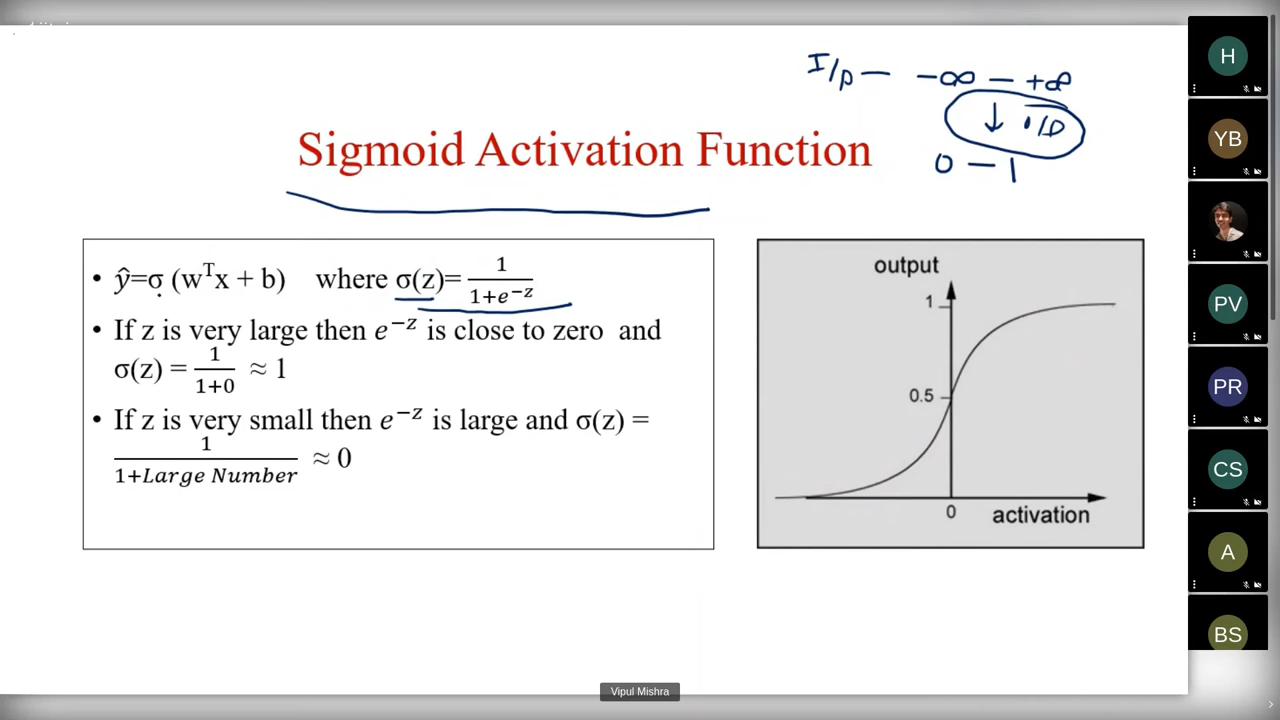 I/p — -∞ — +∞
↓ o/p
0 — 1
Sigmoid Activation Function
• ŷ=σ (wᵀx + b) where σ(z)= 1/(1+e⁻ᶻ)
• If z is very large then e⁻ᶻ is close to zero and
σ(z) = 1/(1+0) ≈ 1
• If z is very small then e⁻ᶻ is large and σ(z) =
1/(1+Large Number) ≈ 0
output
1
0.5
0
activation
H
YB
PV
PR
CS
A
BS
Vipul Mishra